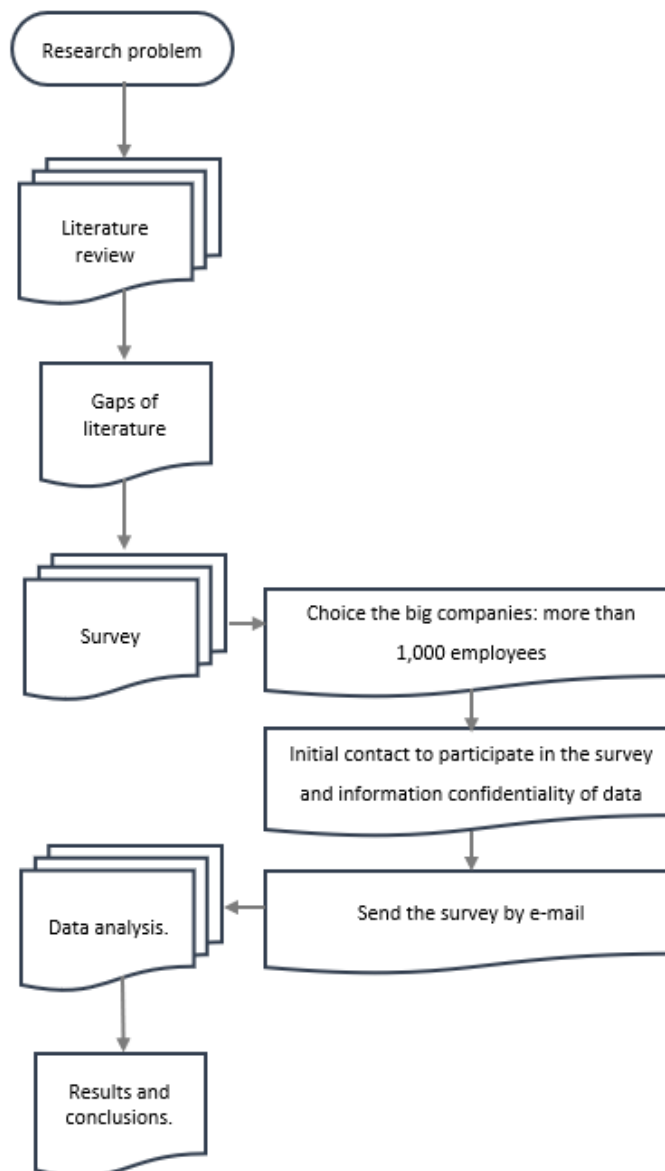 Research problem
Literature
review
Gaps of
literature
Survey
Choice the big companies: more than
1,000 employees
Initial contact to participate in the survey
and information confidentiality of data
Send the survey by e-mail
Data analysis.
Results and
conclusions.